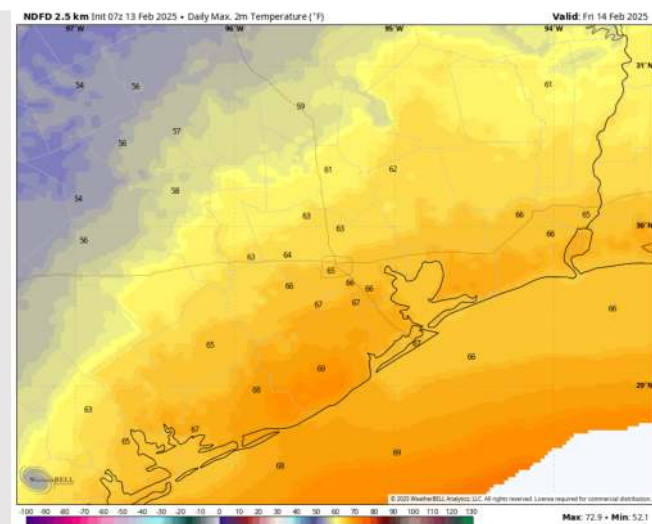 NDFD 2.5 km Init 07z 13 Feb 2025 • Daily Max. 2m Temperature (°F)
Valid: Fri 14 Feb 2025
97°W 96°W 95°W 94°W
31°N
54 56 61
59
57
56
61 62
58
54
63 66 65
30°N
63 66
56
63 64
65
66 66 66
67 67
66
67
65 66
69
29°N
68
63
67
65
69
68
WeatherBELL
© 2025 WeatherBELL Analytics, LLC. All rights reserved. License required for commercial distribution.
-100 -90 -80 -70 -60 -50 -40 -30 -20 -10 0 10 20 30 40 50 60 70 80 90 100 110 120 130
Max: 72.9 • Min: 52.1